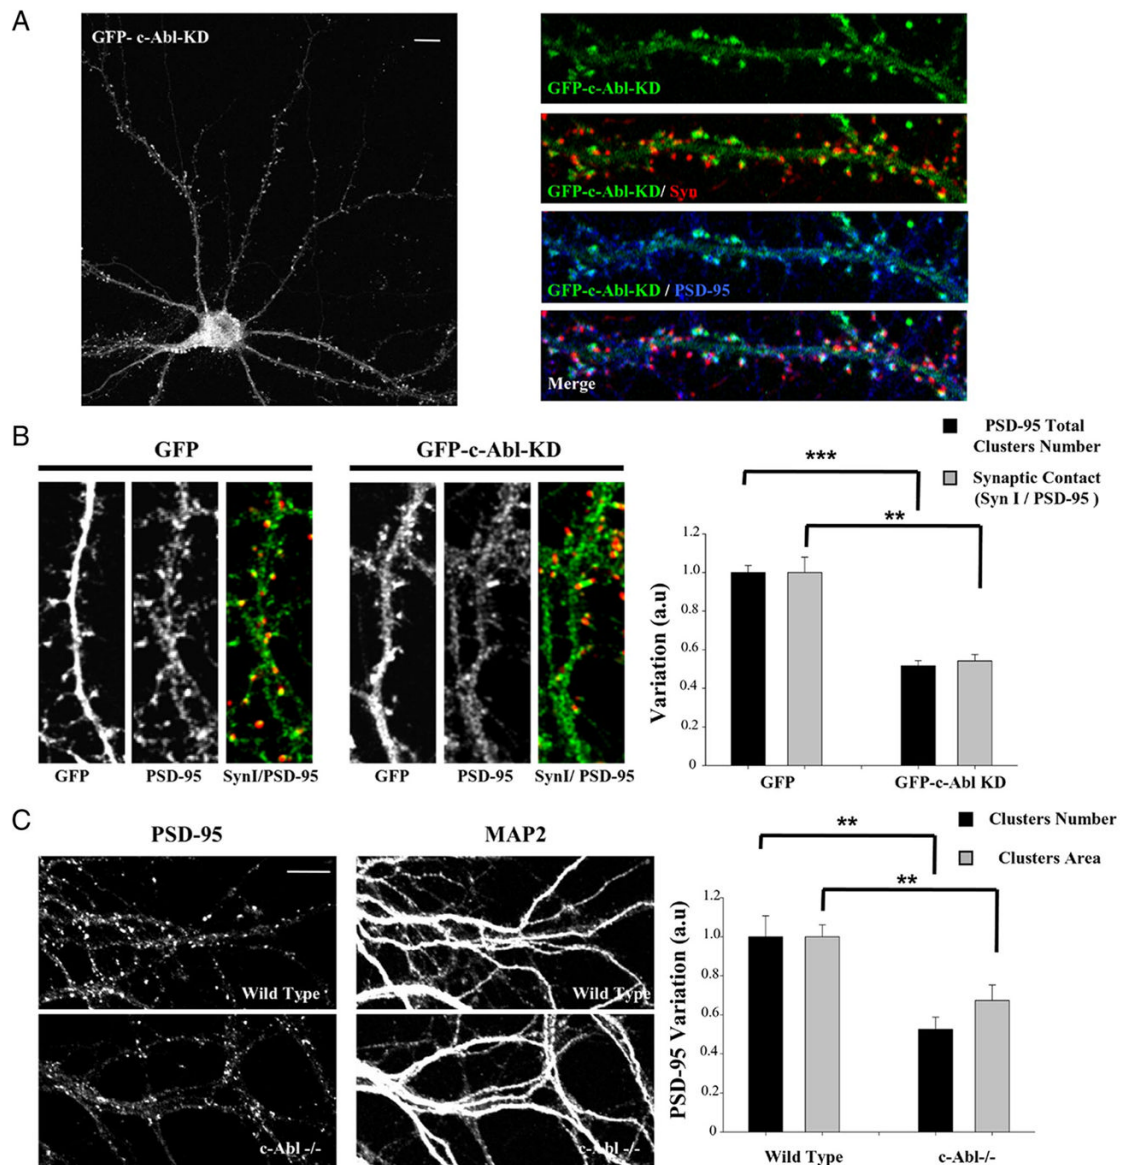 A
GFP- c-Abl-KD
GFP-c-Abl-KD
GFP-c-Abl-KD/ Syn
GFP-c-Abl-KD / PSD-95
Merge
B
GFP
GFP-c-Abl-KD
GFP
PSD-95
SynI/PSD-95
GFP
PSD-95
SynI/ PSD-95
PSD-95 Total
Clusters Number
Synaptic Contact
(Syn I / PSD-95 )
***
**
Variation (a.u)
1.2
1.0
0.8
0.6
0.4
0.2
0
GFP
GFP-c-Abl KD
C
PSD-95
MAP2
Wild Type
Wild Type
c-Abl -/-
c-Abl -/-
Clusters Number
Clusters Area
**
**
PSD-95 Variation (a.u)
1.2
1.0
0.8
0.6
0.4
0.2
0
Wild Type
c-Abl-/-